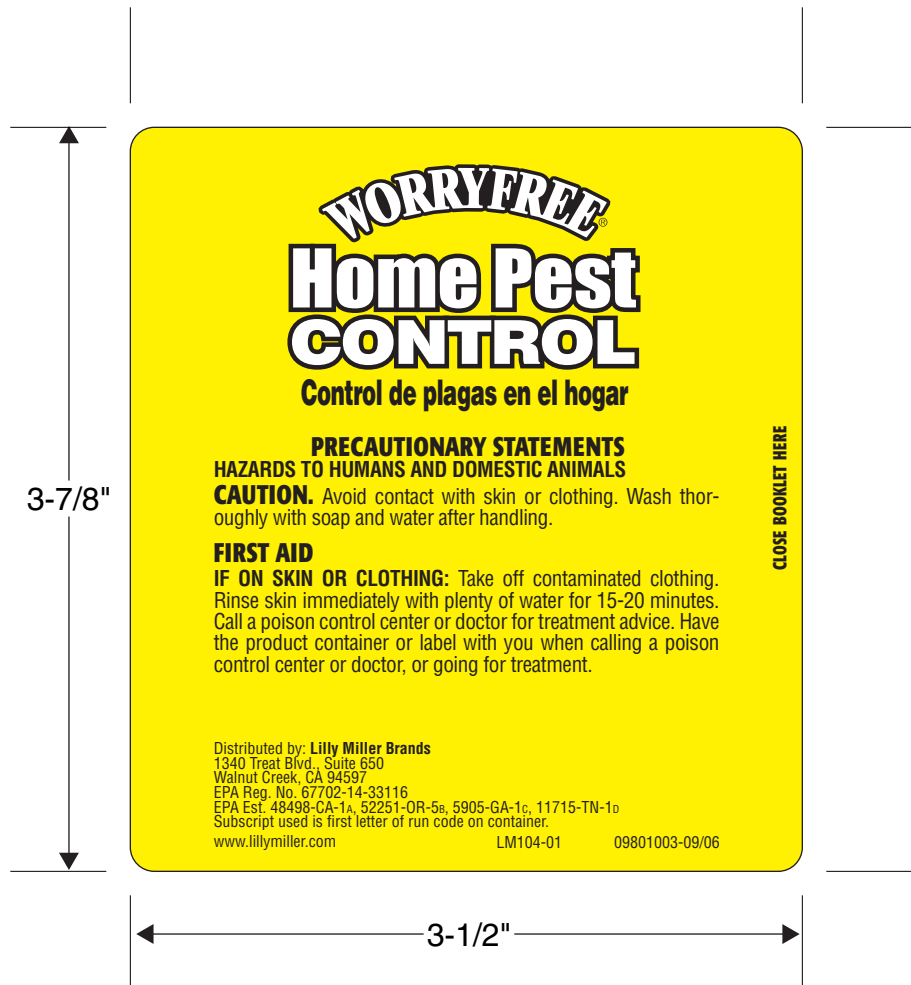 WORRYFREE®
Home Pest
CONTROL
Control de plagas en el hogar
PRECAUTIONARY STATEMENTS
HAZARDS TO HUMANS AND DOMESTIC ANIMALS
CAUTION. Avoid contact with skin or clothing. Wash thor-
oughly with soap and water after handling.
FIRST AID
IF ON SKIN OR CLOTHING: Take off contaminated clothing.
Rinse skin immediately with plenty of water for 15-20 minutes.
Call a poison control center or doctor for treatment advice. Have
the product container or label with you when calling a poison
control center or doctor, or going for treatment.
Distributed by: Lilly Miller Brands
1340 Treat Blvd., Suite 650
Walnut Creek, CA 94597
EPA Reg. No. 67702-14-33116
EPA Est. 48498-CA-1A, 52251-OR-5B, 5905-GA-1C, 11715-TN-1D
Subscript used is first letter of run code on container.
www.lillymiller.com LM104-01 09801003-09/06
CLOSE BOOKLET HERE
3-7/8"
3-1/2"